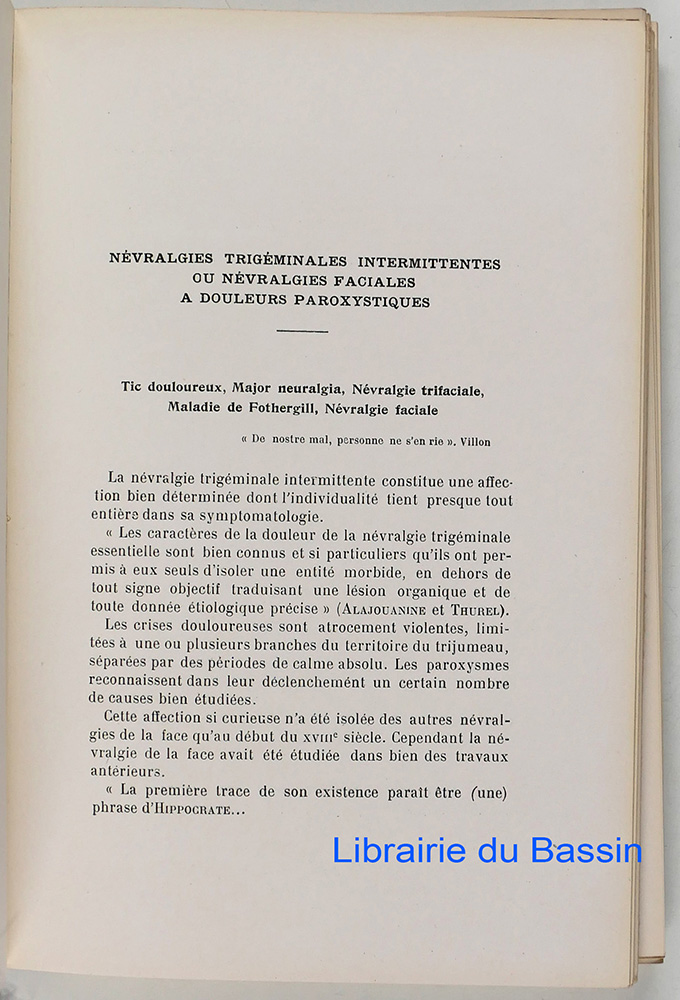 NÉVRALGIES TRIGÉMINALES INTERMITTENTES
OU NÉVRALGIES FACIALES
A DOULEURS PAROXYSTIQUES
Tic douloureux, Major neuralgia, Névralgie trifaciale,
Maladie de Fothergill, Névralgie faciale
« De nostre mal, personne ne s'en rie ». Villon
La névralgie trigéminale intermittente constitue une affec-
tion bien déterminée dont l'individualité tient presque tout
entière dans sa symptomatologie.
« Les caractères de la douleur de la névralgie trigéminale
essentielle sont bien connus et si particuliers qu'ils ont per-
mis à eux seuls d'isoler une entité morbide, en dehors de
tout signe objectif traduisant une lésion organique et de
toute donnée étiologique précise » (ALAJOUANINE et THUREL).
Les crises douloureuses sont atrocement violentes, limi-
tées à une ou plusieurs branches du territoire du trijumeau,
séparées par des périodes de calme absolu. Les paroxysmes
reconnaissent dans leur déclenchemént un certain nombre
de causes bien étudiées.
Cette affection si curieuse n'a été isolée des autres névral-
gies de la face qu'au début du XVIIIe siècle. Cependant la né-
vralgie de la face avait été étudiée dans bien des travaux
antérieurs.
« La première trace de son existence paraît être (une)
phrase d'HIPPOCRATE...
Librairie du Bassin